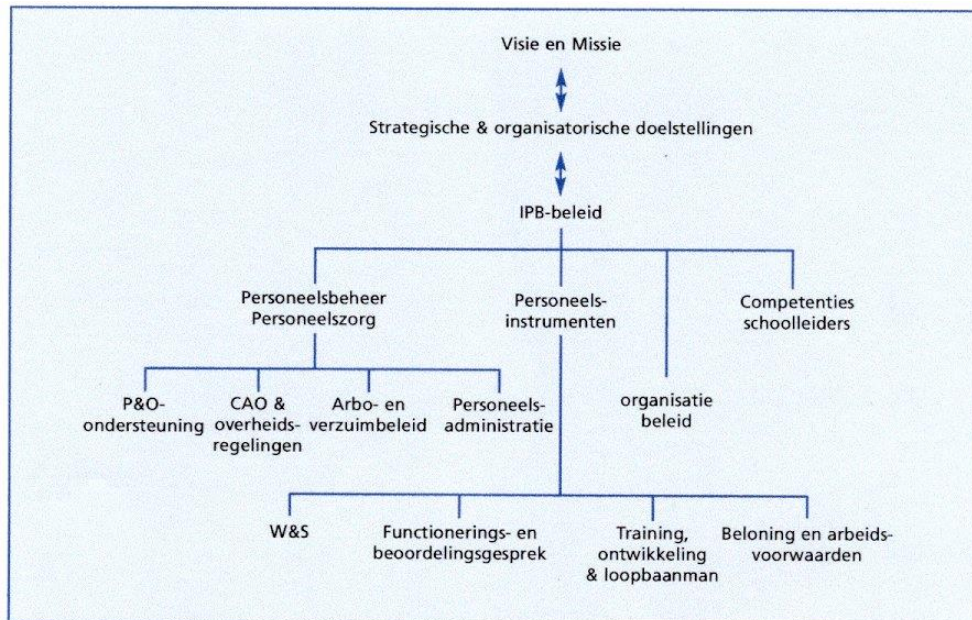 Visie en Missie
Strategische & organisatorische doelstellingen
IPB-beleid
Personeelsbeheer
Personeelszorg
Personeels-
instrumenten
Competenties
schoolleiders
P&O-
ondersteuning
CAO &
overheids-
regelingen
Arbo- en
verzuimbeleid
Personeels-
administratie
organisatie
beleid
W&S
Functionerings- en
beoordelingsgesprek
Training,
ontwikkeling
& loopbaanman
Beloning en arbeids-
voorwaarden